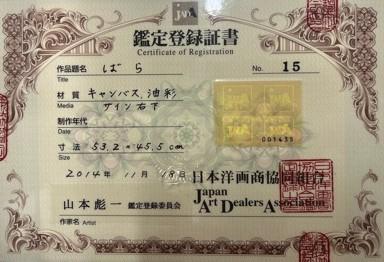 JWA
鑑定登録証書
Certificate of Registration
作品題名 ばら No. 15
Title
材質 キャンバス、油彩
Media サイン右下
制作年代
Date
001435
寸法 53.2×45.5cm
Size
2014年 11月 18日 日本洋画商協同組合
Japan
Art Dealers Association
山本彪一 鑑定登録委員会
作家名 Artist